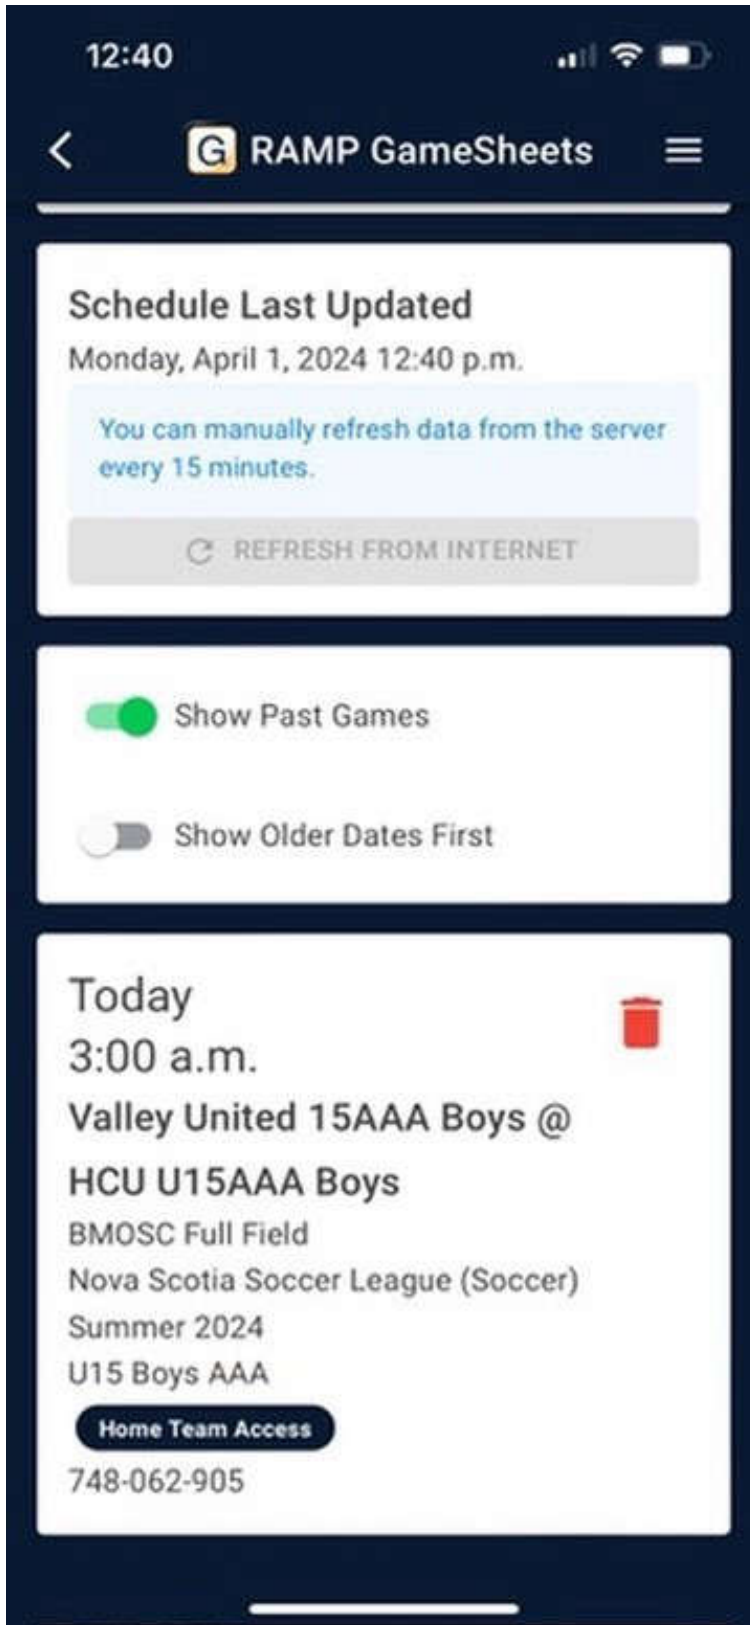 12:40
G RAMP GameSheets
Schedule Last Updated
Monday, April 1, 2024 12:40 p.m.
You can manually refresh data from the server
every 15 minutes.
REFRESH FROM INTERNET
Show Past Games
Show Older Dates First
Today
3:00 a.m.
Valley United 15AAA Boys @
HCU U15AAA Boys
BMOSC Full Field
Nova Scotia Soccer League (Soccer)
Summer 2024
U15 Boys AAA
Home Team Access
748-062-905